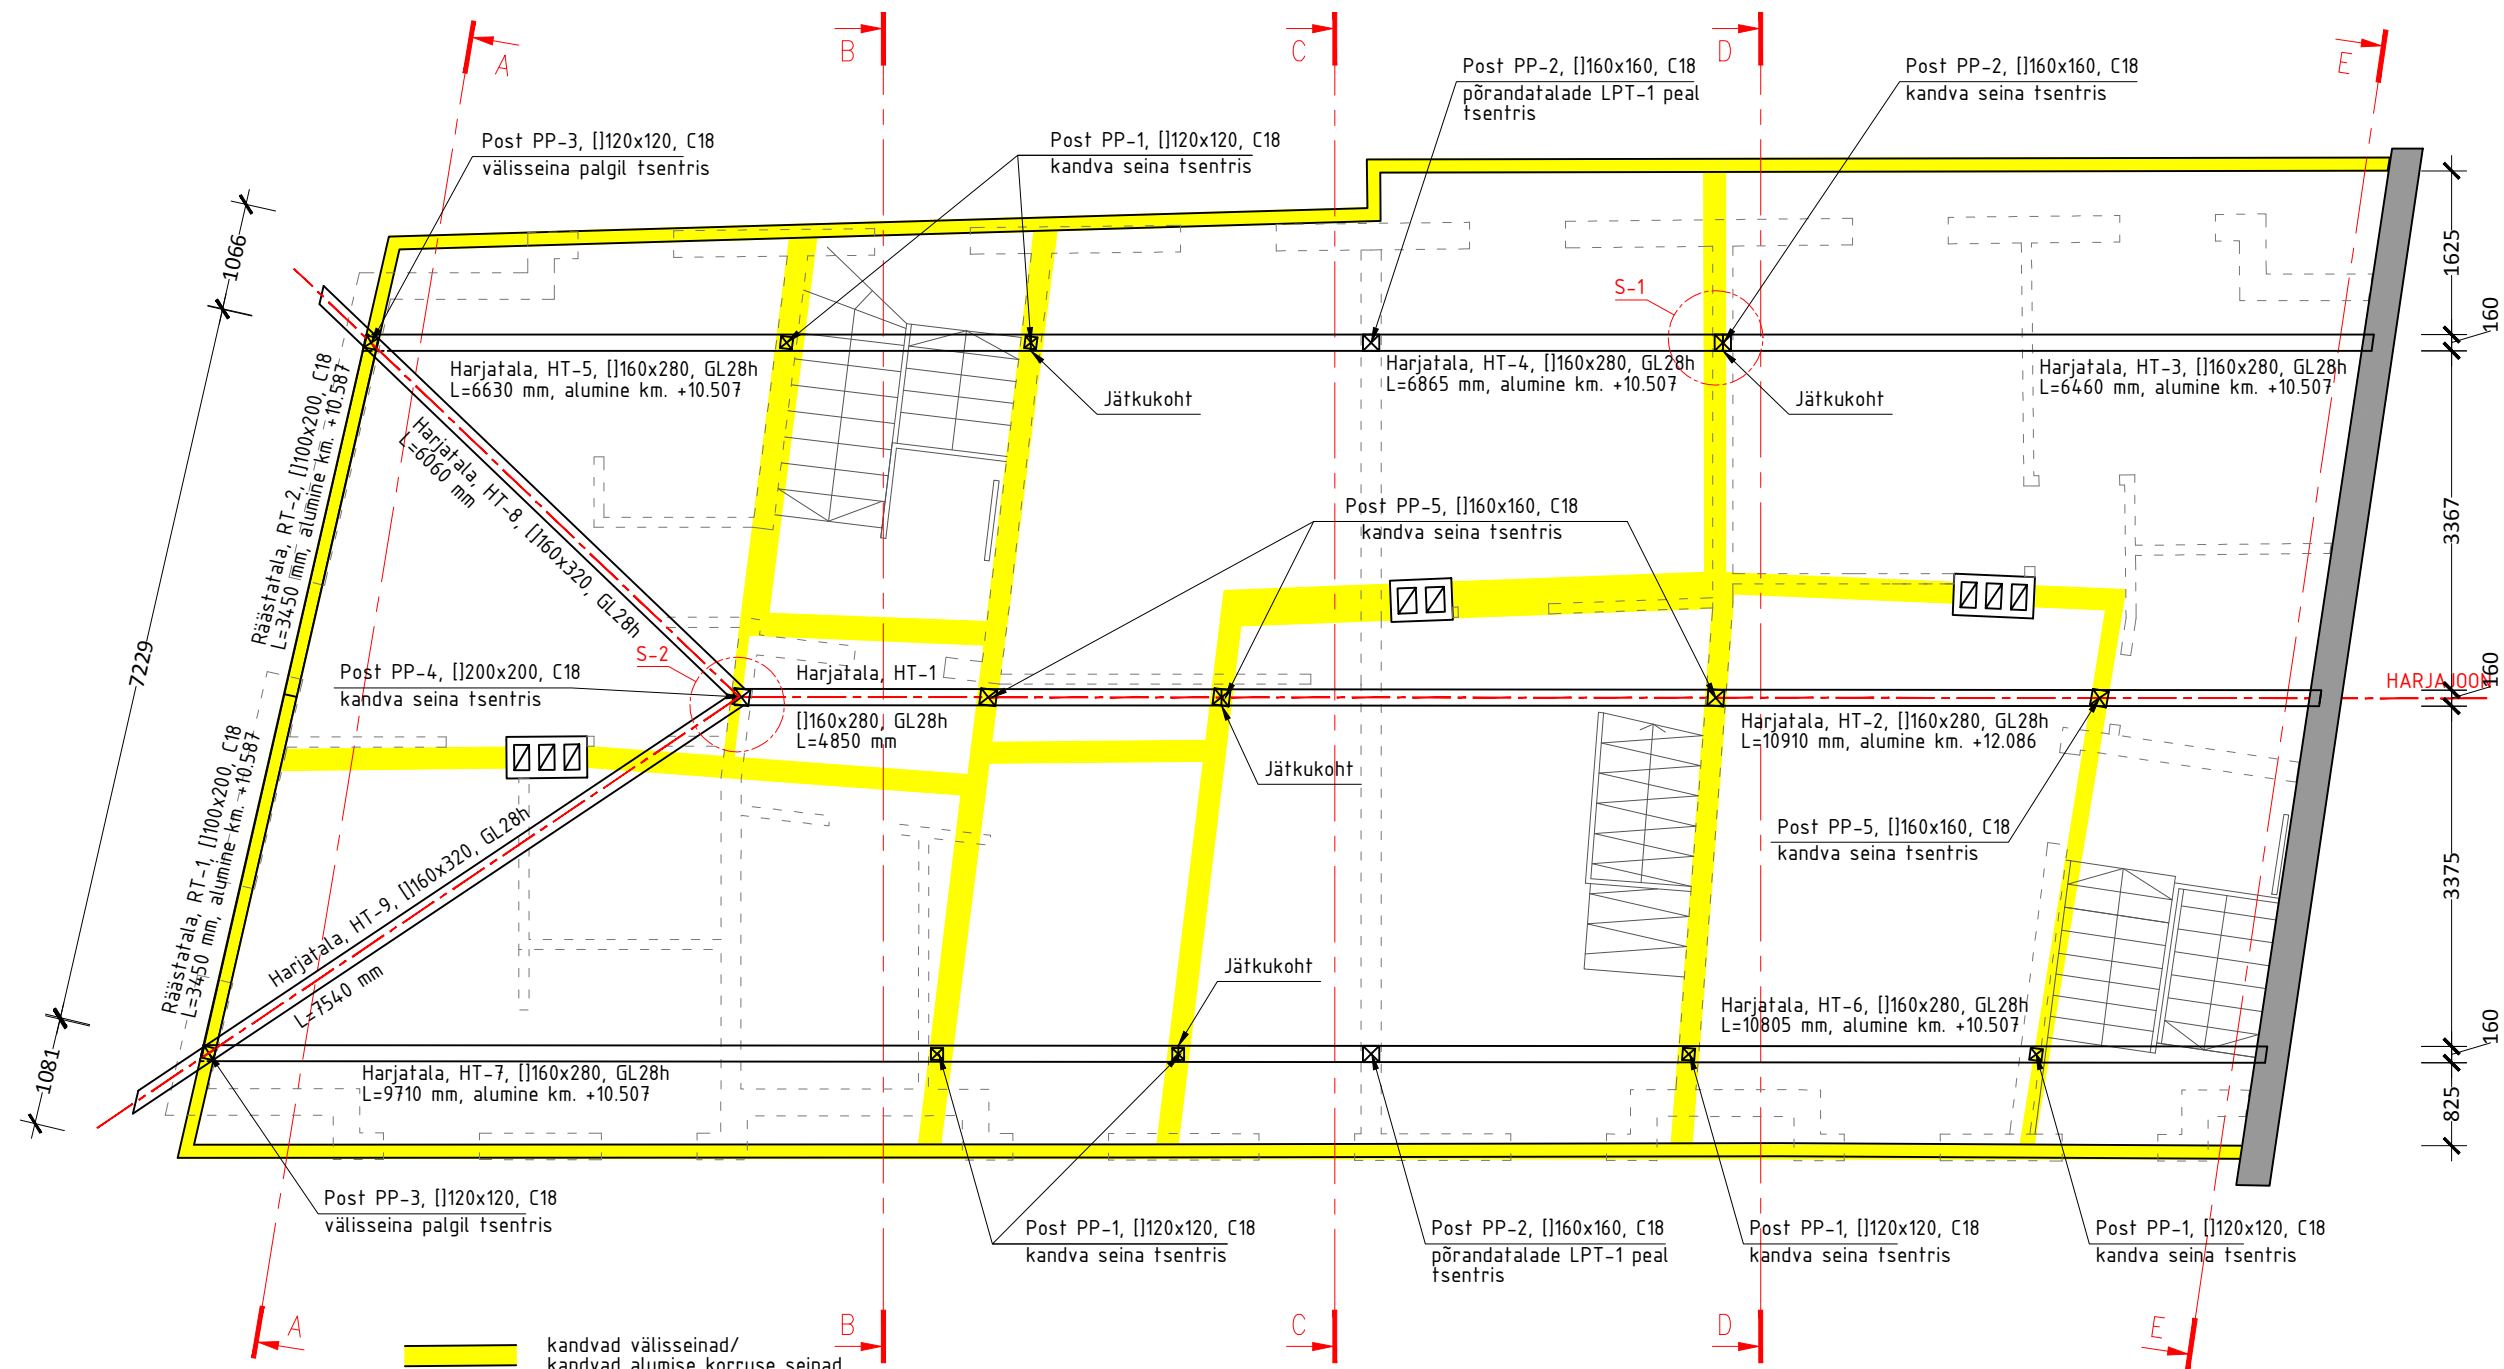 A
B
C
D
E
Post PP-2, []160x160, C18
põrandatalade LPT-1 peal
tsentris
Post PP-2, []160x160, C18
kandva seina tsentris
Post PP-3, []120x120, C18
välisseina palgil tsentris
Post PP-1, []120x120, C18
kandva seina tsentris
1066
1625
160
S-1
Harjatala, HT-5, []160x280, GL28h
L=6630 mm, alumine km. +10.507
Harjatala, HT-4, []160x280, GL28h
L=6865 mm, alumine km. +10.507
Harjatala, HT-3, []160x280, GL28h
L=6460 mm, alumine km. +10.507
Jätkukoht
Jätkukoht
Räästatala, RT-2, []100x200, C18
L=3450 mm, alumine km. +10.587
Harjatala, HT-8, []160x320, GL28h
L=6060 mm
Post PP-5, []160x160, C18
kandva seina tsentris
3367
7229
S-2
Post PP-4, []200x200, C18
kandva seina tsentris
Harjatala, HT-1
[]160x280, GL28h
L=4850 mm
HARJAJOON
160
Harjatala, HT-2, []160x280, GL28h
L=10910 mm, alumine km. +12.086
Jätkukoht
Post PP-5, []160x160, C18
kandva seina tsentris
3375
Räästatala, RT-1, []100x200, C18
L=3450 mm, alumine km. +10.587
Harjatala, HT-9, []160x320, GL28h
L=7540 mm
Jätkukoht
Harjatala, HT-6, []160x280, GL28h
L=10805 mm, alumine km. +10.507
160
1081
Harjatala, HT-7, []160x280, GL28h
L=9710 mm, alumine km. +10.507
825
Post PP-3, []120x120, C18
välisseina palgil tsentris
Post PP-1, []120x120, C18
kandva seina tsentris
Post PP-2, []160x160, C18
põrandatalade LPT-1 peal
tsentris
Post PP-1, []120x120, C18
kandva seina tsentris
Post PP-1, []120x120, C18
kandva seina tsentris
A
B
C
D
E
kandvad välisseinad/
kandvad alumise korruse seinad